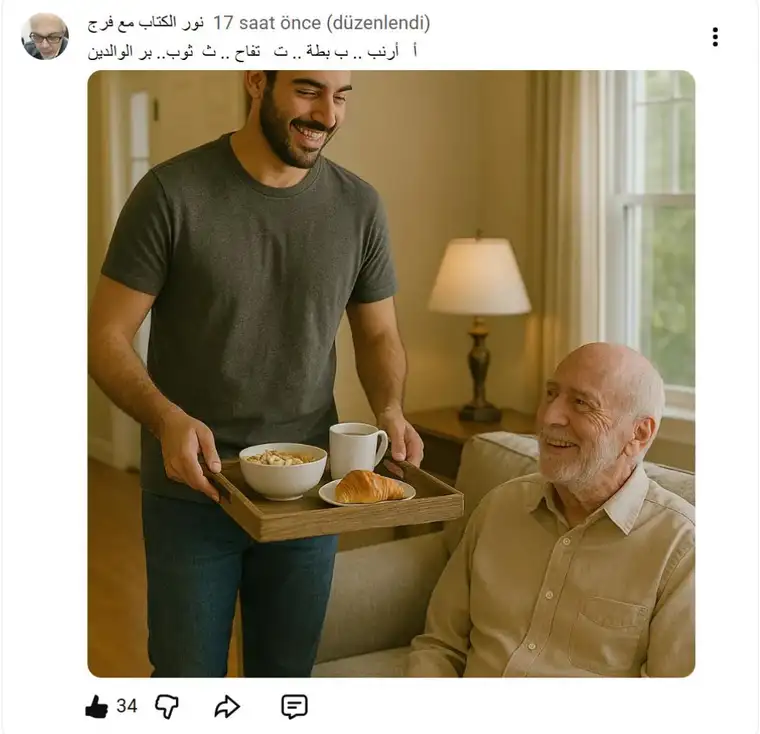 نور الكتاب مع فرج 17 saat önce (düzenlendi)
أ أرنب .. ب بطة .. ت تفاح .. ث ثوب.. بر الوالدين
34